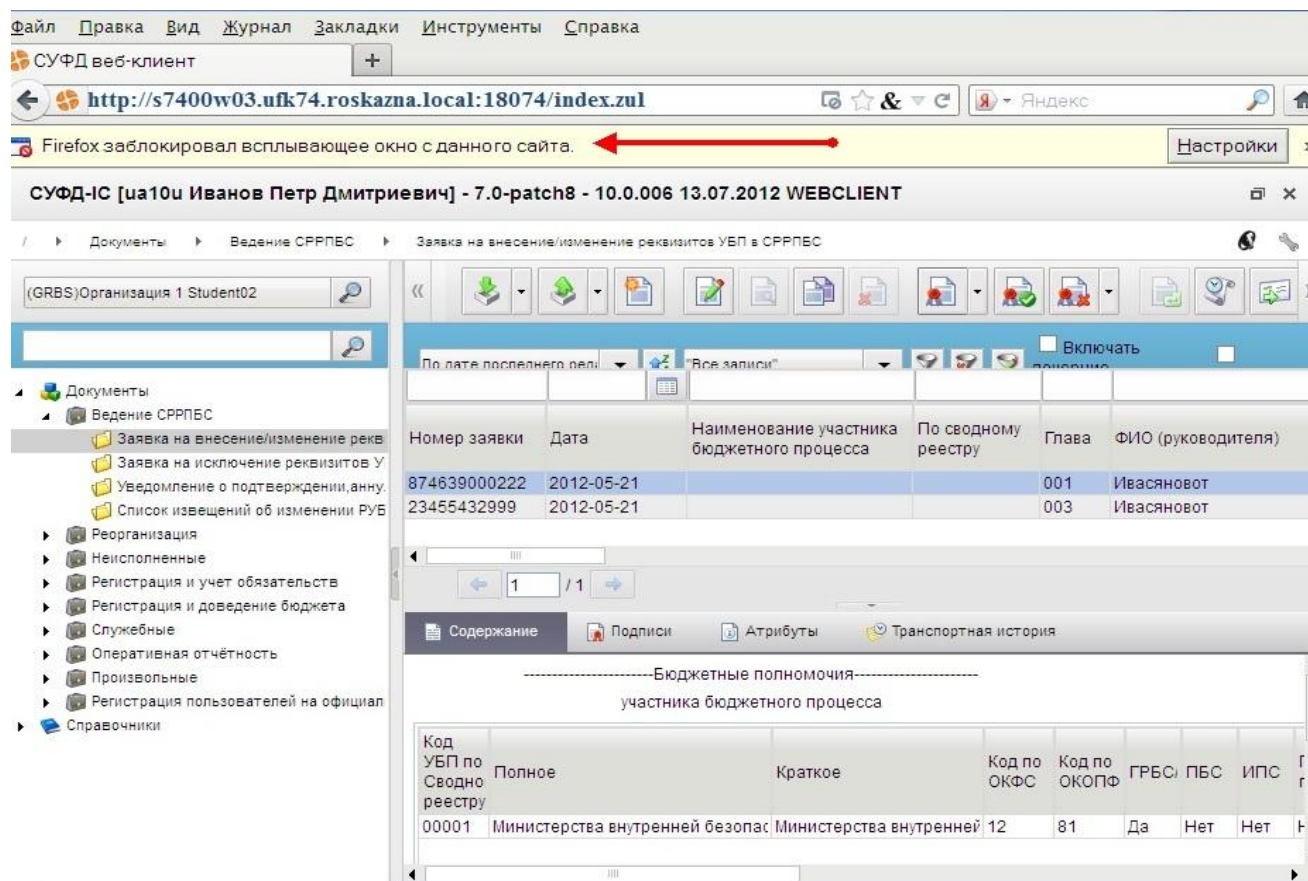 Файл Правка Вид Журнал Закладки Инструменты Справка
СУФД веб-клиент +
http://s7400w03.ufk74.roskazna.local:18074/index.zul Яндекс
Firefox заблокировал всплывающее окно с данного сайта. Настройки
СУФД-IC [ua10u Иванов Петр Дмитриевич] - 7.0-patch8 - 10.0.006 13.07.2012 WEBCLIENT
/ Документы Ведение СРРПБС Заявка на внесение/изменение реквизитов УБП в СРРПБС
(GRBS)Организация 1 Student02
По дате последнего "Все записи" Включать
Документы
Ведение СРРПБС
Заявка на внесение/изменение рекв
Заявка на исключение реквизитов У
Уведомление о подтверждении,анну.
Список извещений об изменении РУБ
Реорганизация
Неисполненные
Регистрация и учет обязательств
Регистрация и доведение бюджета
Служебные
Оперативная отчётность
Произвольные
Регистрация пользователей на официал
Справочники
Номер заявки Дата Наименование участника бюджетного процесса По сводному реестру Глава ФИО (руководителя)
874639000222 2012-05-21 001 Ивасяновот
23455432999 2012-05-21 003 Ивасяновот
1 / 1
Содержание Подписи Атрибуты Транспортная история
-----------------------Бюджетные полномочия----------------------
участника бюджетного процесса
Код УБП по Сводно реестру Полное Краткое Код по ОКФС Код по ОКОПФ ГРБС/ ПБС ИПС
00001 Министерства внутренней безопас Министерства внутренней 12 81 Да Нет Нет